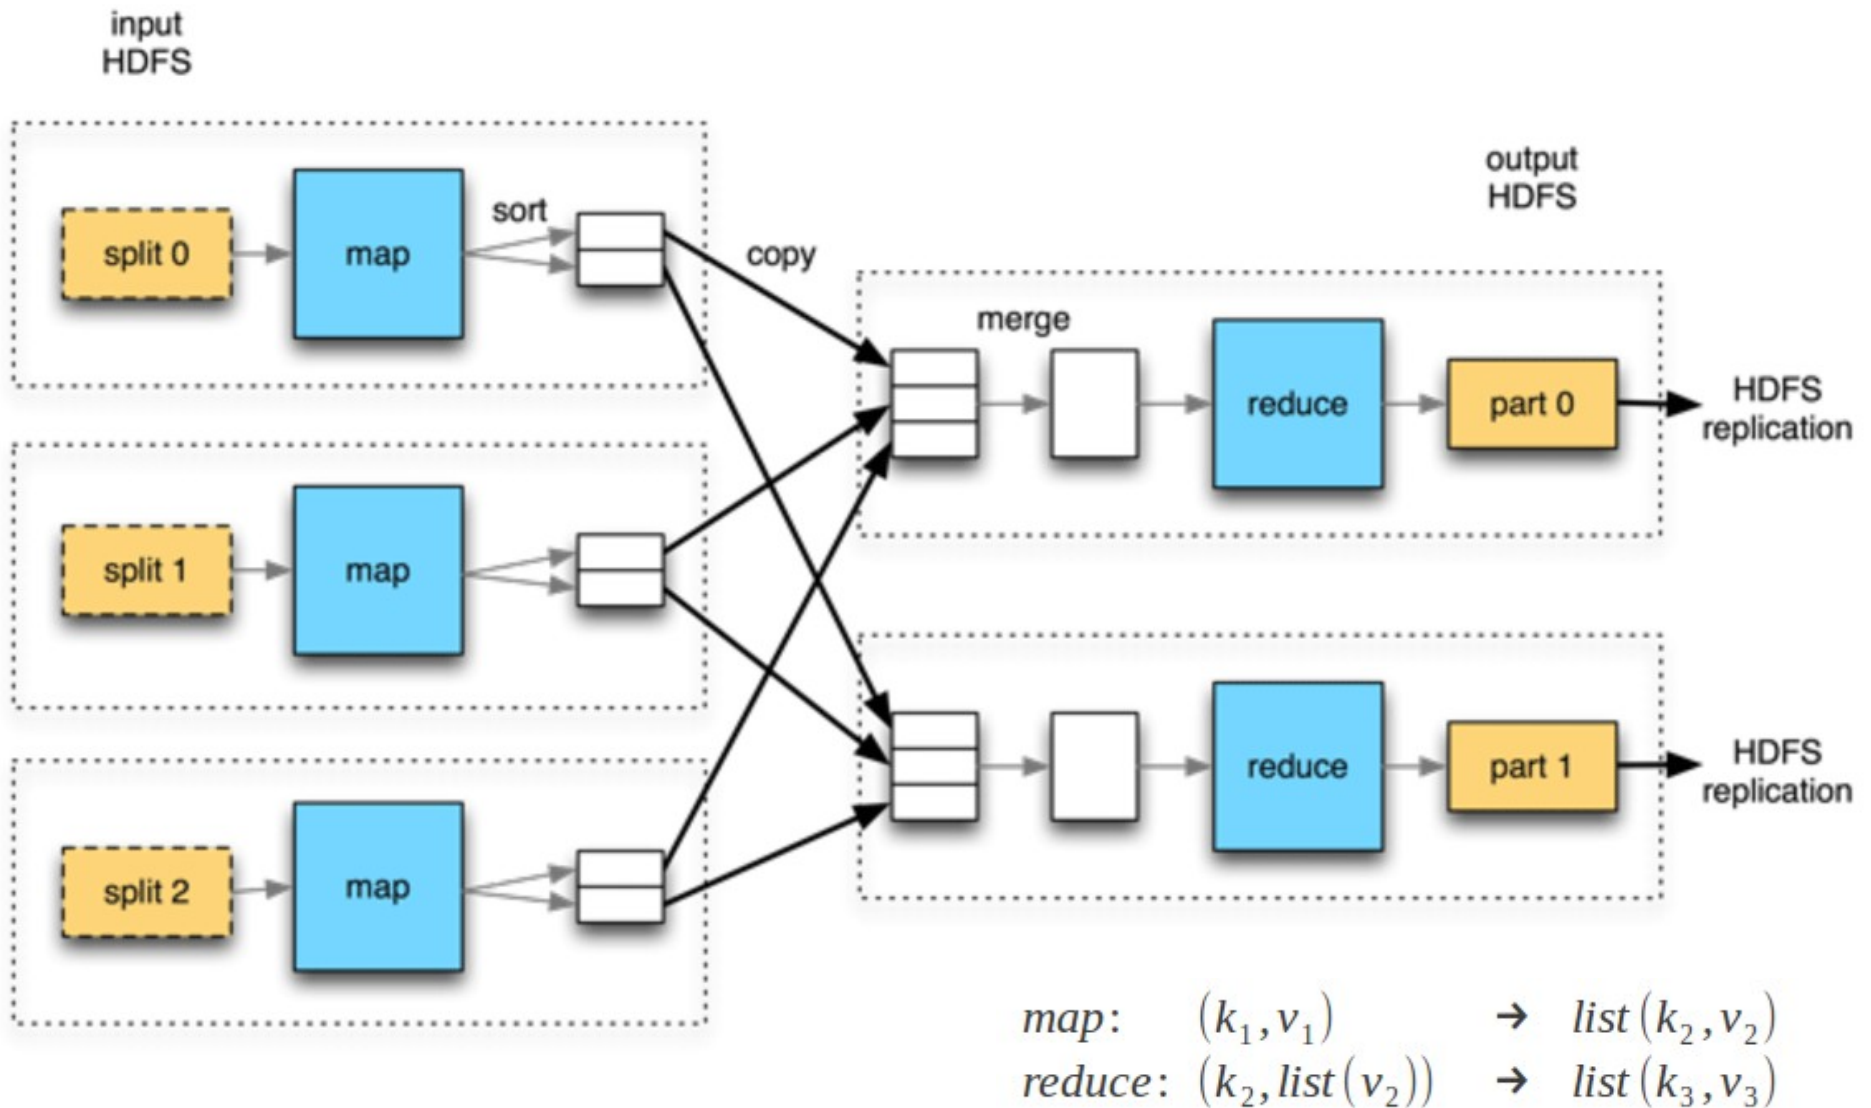 input
HDFS
split 0
map
sort
copy
split 1
map
split 2
map
output
HDFS
merge
reduce
part 0
HDFS
replication
reduce
part 1
HDFS
replication
map: (k₁,v₁) → list(k₂,v₂)
reduce: (k₂,list(v₂)) → list(k₃,v₃)